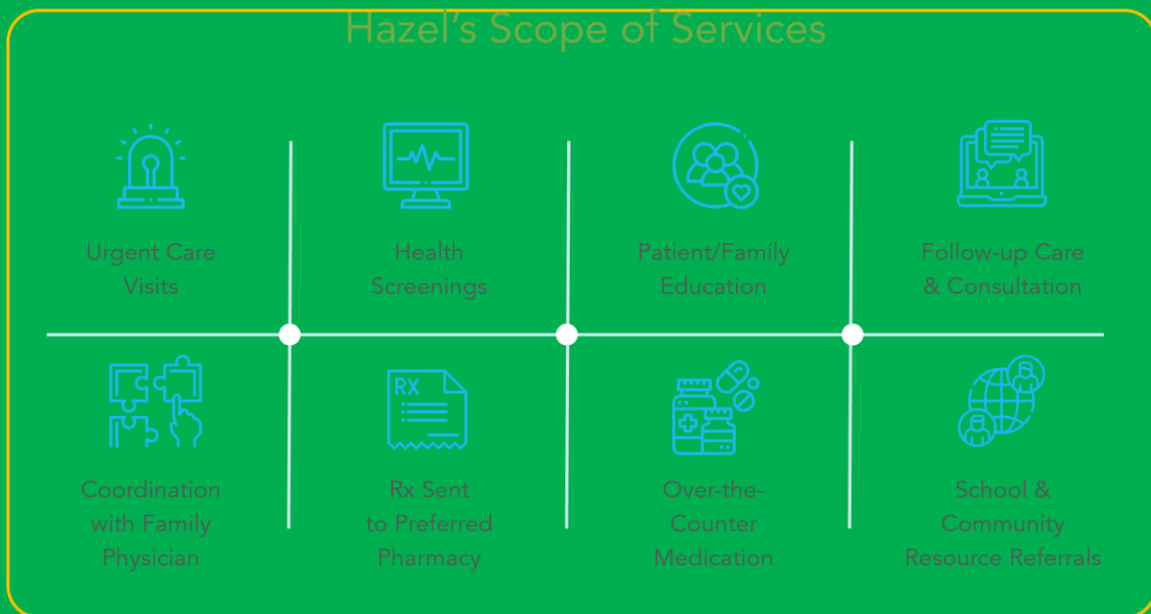 Hazel's Scope of Services
Urgent Care
Visits
Health
Screenings
Patient/Family
Education
Follow-up Care
& Consultation
Coordination
with Family
Physician
RX
Rx Sent
to Preferred
Pharmacy
Over-the-
Counter
Medication
School &
Community
Resource Referrals